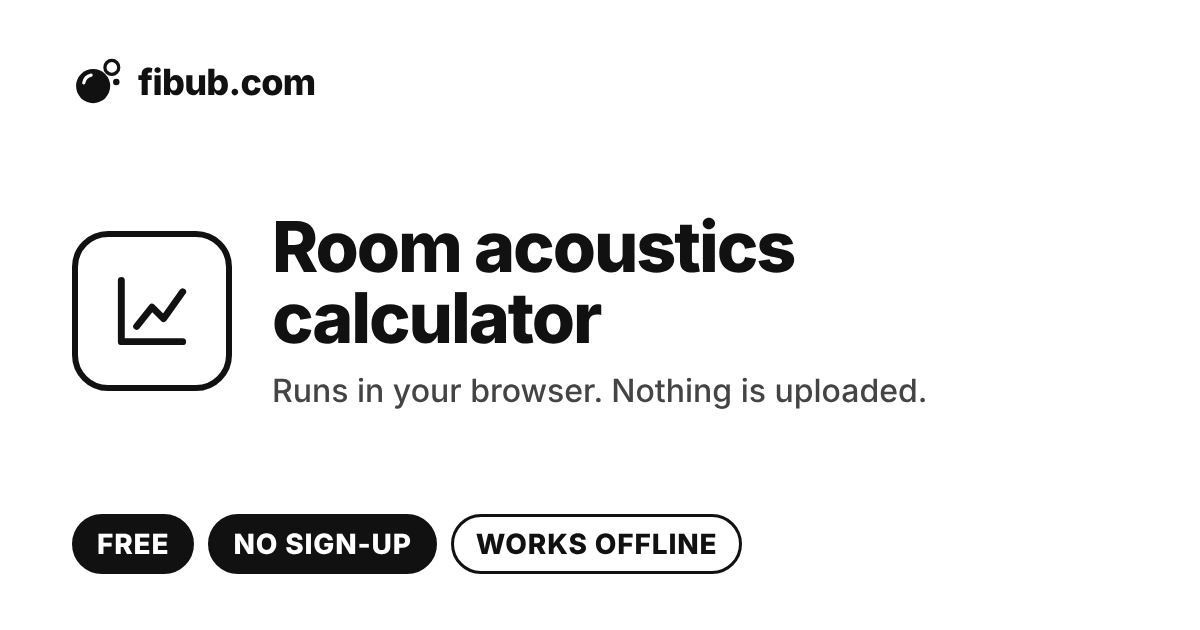 fibub.com
Room acoustics
calculator
Runs in your browser. Nothing is uploaded.
FREE
NO SIGN-UP
WORKS OFFLINE